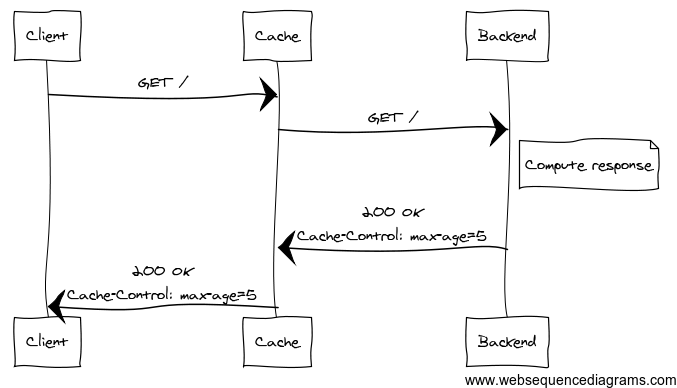 Client
Cache
Backend
GET /
GET /
Compute response
200 OK
Cache-Control: max-age=5
200 OK
Cache-Control: max-age=5
Client
Cache
Backend
www.websequencediagrams.com